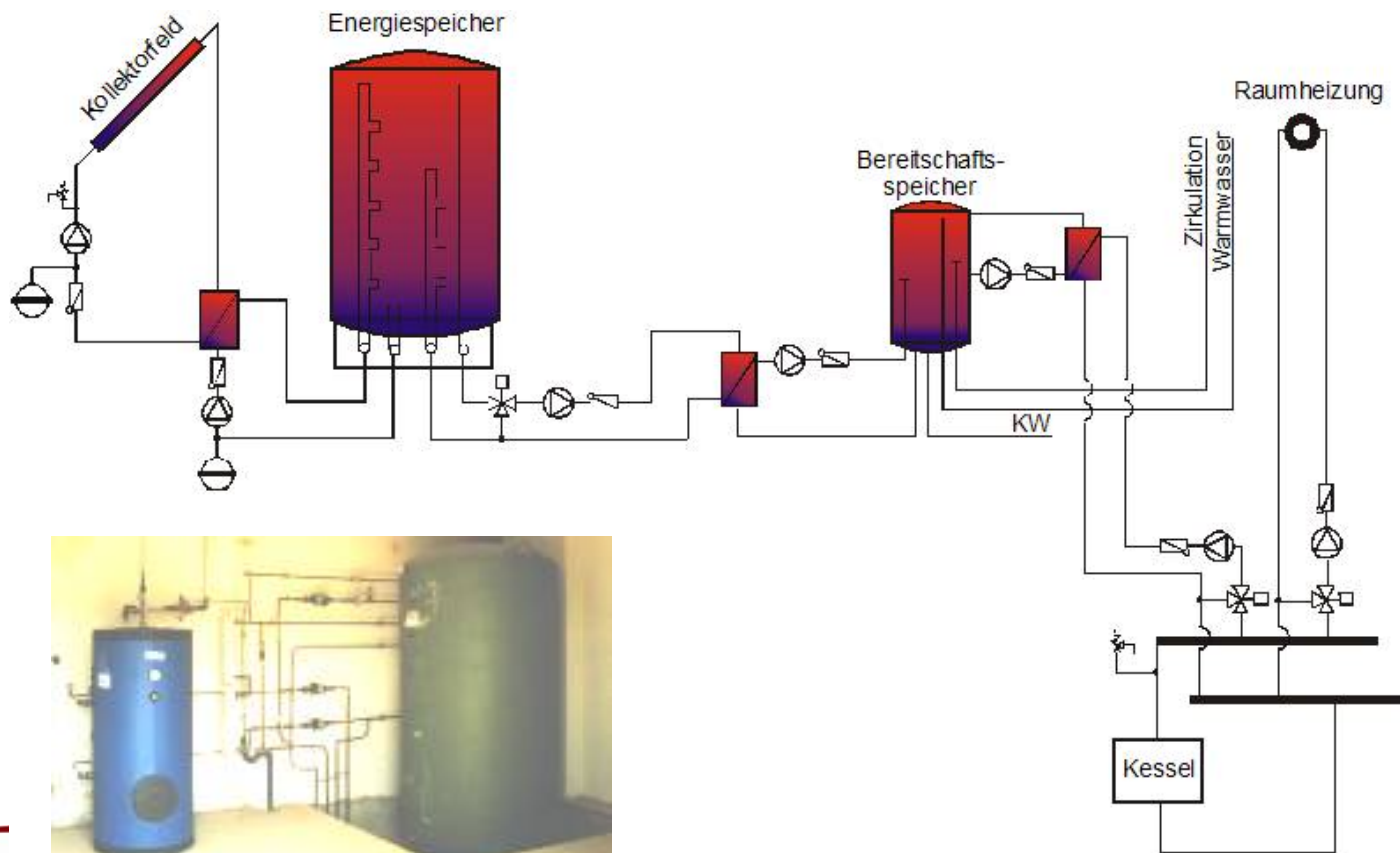 Energiespeicher
Kollektorfeld
Raumheizung
Bereitschafts-
speicher
Zirkulation
Warmwasser
KW
Kessel